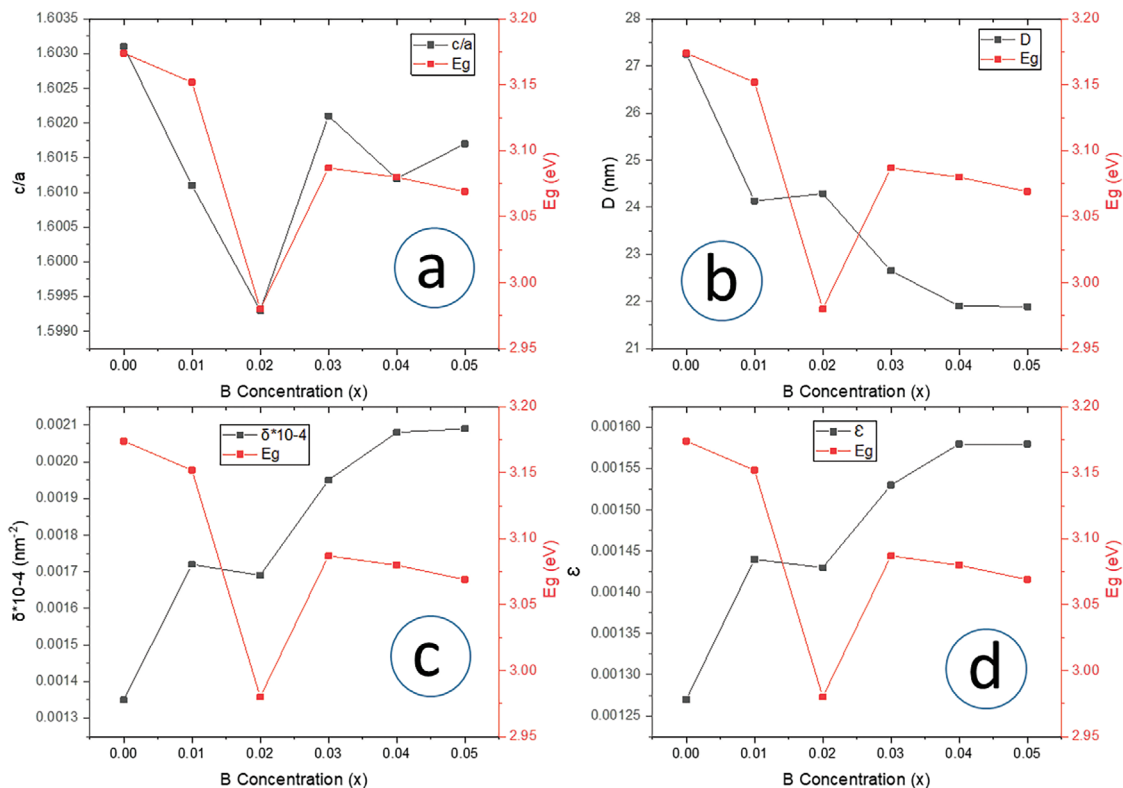 1.6035
1.6030
1.6025
1.6020
1.6015
1.6010
1.6005
1.6000
1.5995
1.5990
c/a
c/a
Eg
a
3.20
3.15
3.10
3.05
3.00
2.95
Eg (eV)
0.00 0.01 0.02 0.03 0.04 0.05
B Concentration (x)
28
27
26
25
24
23
22
21
D (nm)
D
Eg
b
3.20
3.15
3.10
3.05
3.00
2.95
Eg (eV)
0.00 0.01 0.02 0.03 0.04 0.05
B Concentration (x)
0.0021
0.0020
0.0019
0.0018
0.0017
0.0016
0.0015
0.0014
0.0013
δ*10-4 (nm-2)
δ*10-4
Eg
c
3.20
3.15
3.10
3.05
3.00
2.95
Eg (eV)
0.00 0.01 0.02 0.03 0.04 0.05
B Concentration (x)
0.00160
0.00155
0.00150
0.00145
0.00140
0.00135
0.00130
0.00125
Ɛ
Ɛ
Eg
d
3.20
3.15
3.10
3.05
3.00
2.95
Eg (eV)
0.00 0.01 0.02 0.03 0.04 0.05
B Concentration (x)